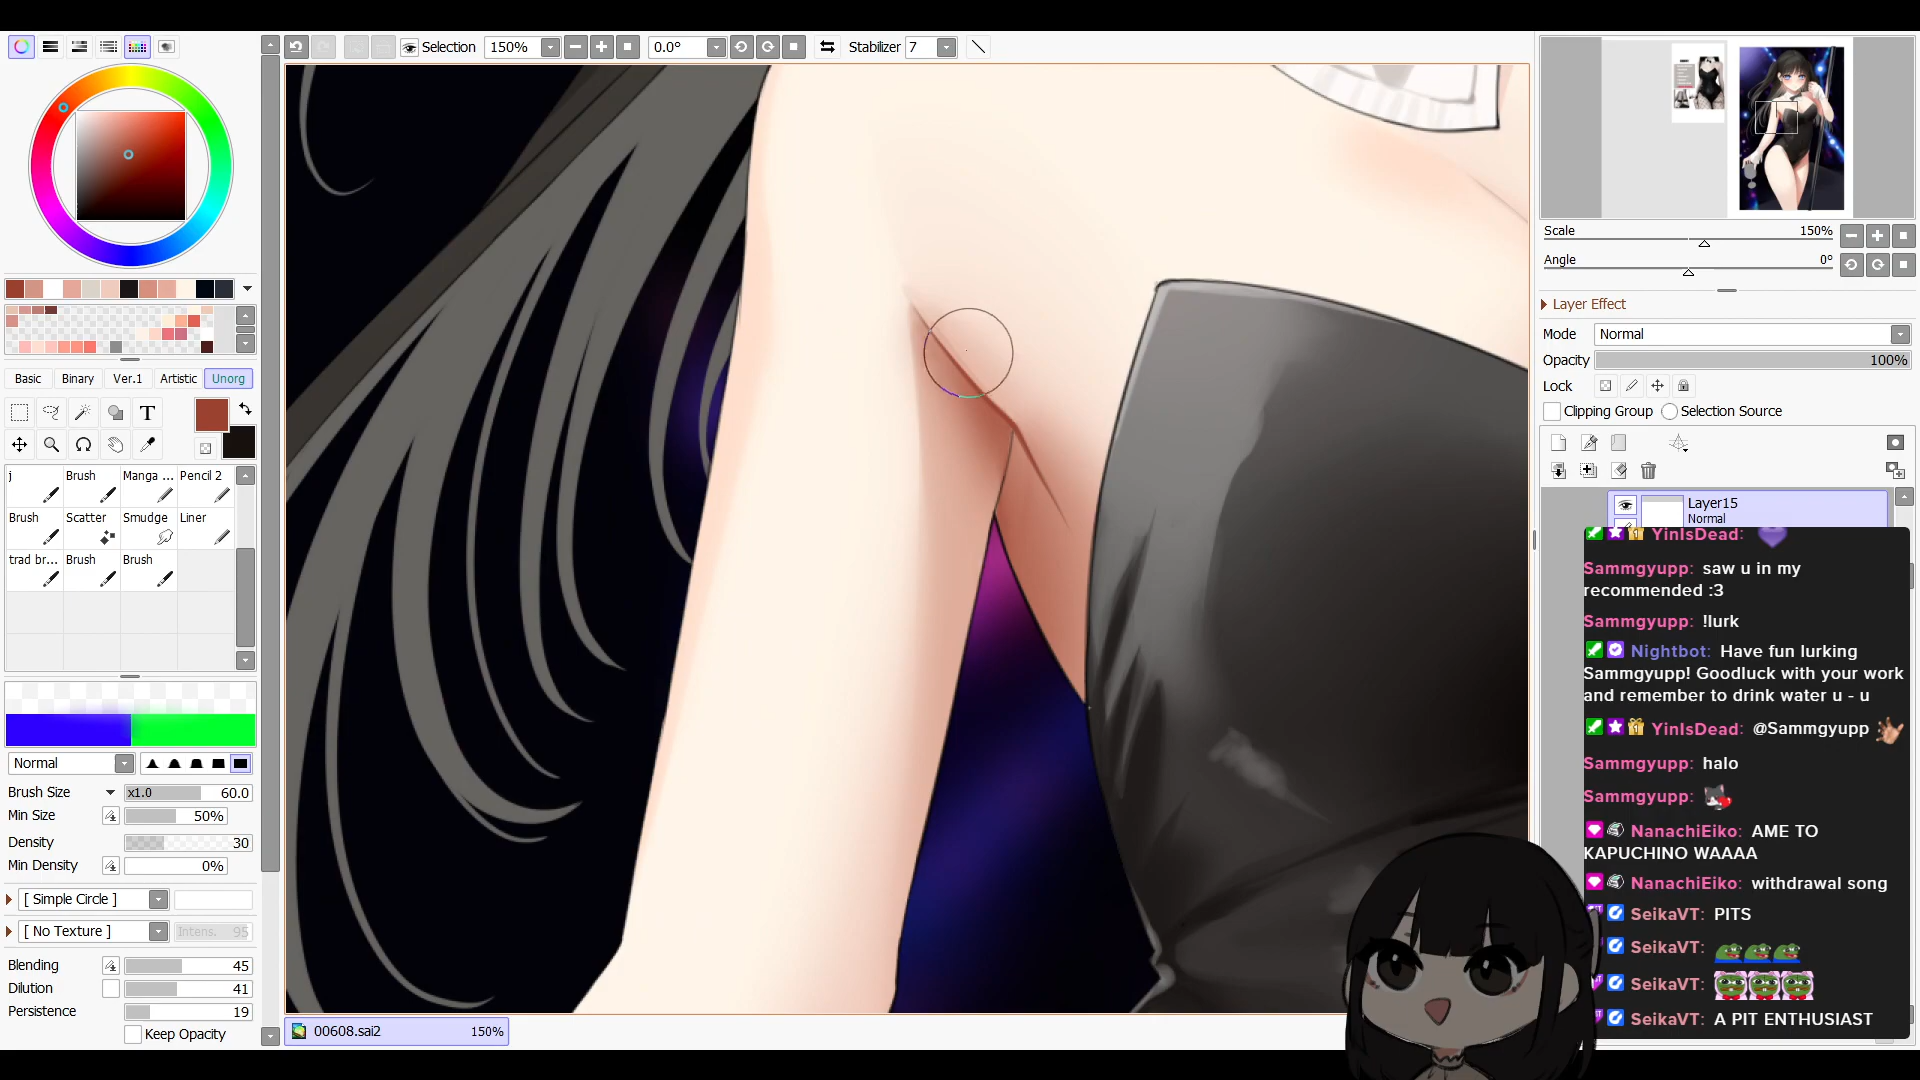 Selection 150% 0.0° Stabilizer 7
Scale 150%
Angle 0°
Layer Effect
Mode Normal
Opacity 100%
Lock
Clipping Group Selection Source
Layer15
Normal
Basic Binary Ver.1 Artistic Unorg
T
j Brush Manga ... Pencil 2
Brush Scatter Smudge Liner
trad br... Brush Brush
Normal
Brush Size x1.0 60.0
Min Size 50%
Density 30
Min Density 0%
[ Simple Circle ]
[ No Texture ] Intens. 95
Blending 45
Dilution 41
Persistence 19
Keep Opacity
00608.sai2 150%
YinIsDead:
Sammgyupp: saw u in my
recommended :3
Sammgyupp: !lurk
Nightbot: Have fun lurking
Sammgyupp! Goodluck with your work
and remember to drink water u - u
YinIsDead: @Sammgyupp
Sammgyupp: halo
Sammgyupp:
NanachiEiko: AME TO
KAPUCHINO WAAAA
NanachiEiko: withdrawal song
SeikaVT: PITS
SeikaVT:
SeikaVT:
SeikaVT: A PIT ENTHUSIAST